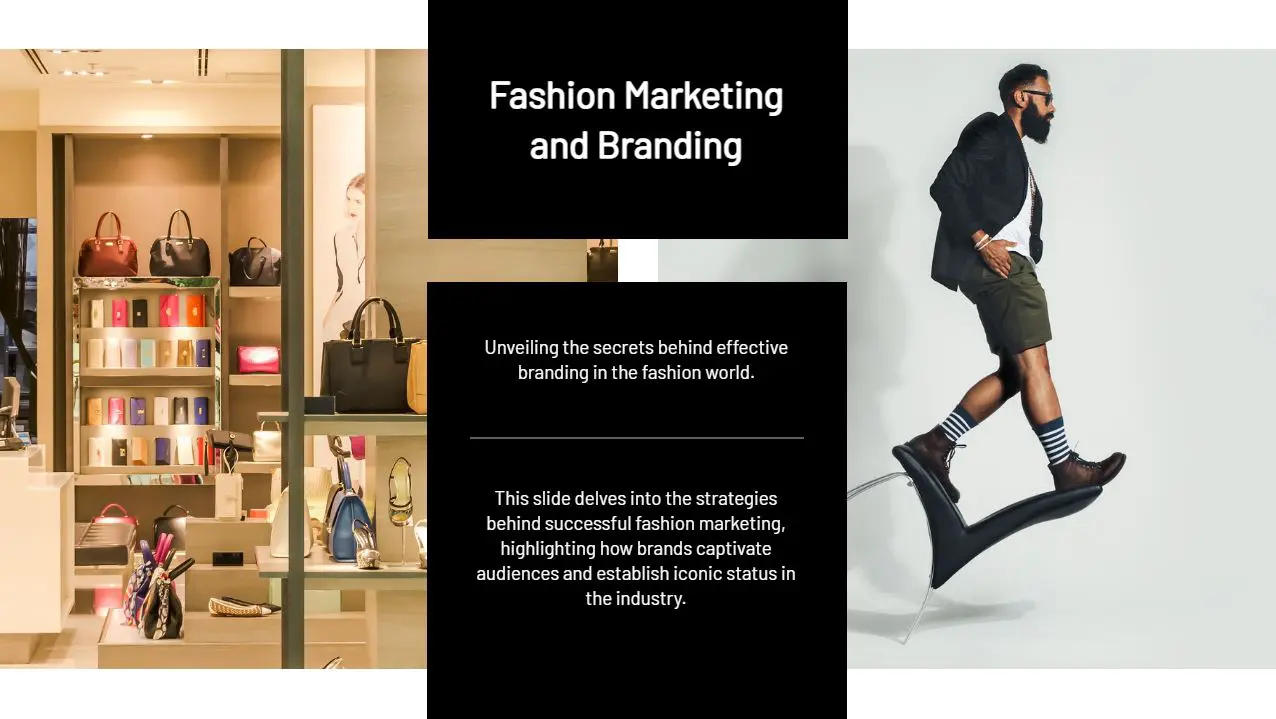 Fashion Marketing
and Branding
Unveiling the secrets behind effective
branding in the fashion world.
This slide delves into the strategies
behind successful fashion marketing,
highlighting how brands captivate
audiences and establish iconic status in
the industry.